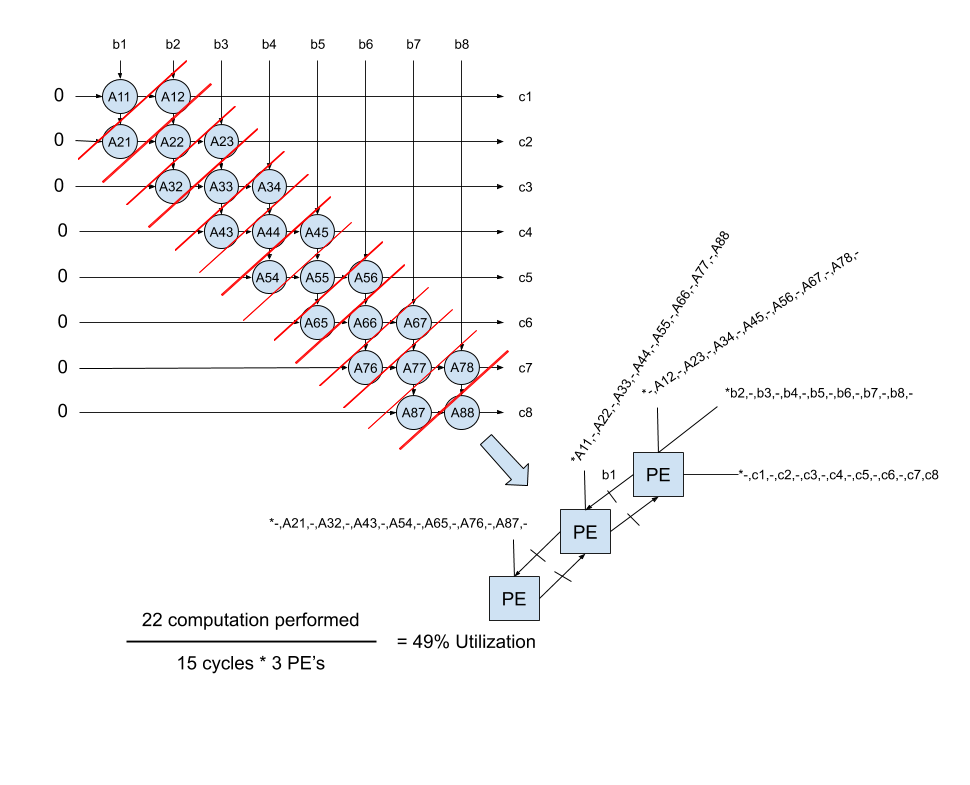 b1 b2 b3 b4 b5 b6 b7 b8
0 A11 A12 c1
0 A21 A22 A23 c2
0 A32 A33 A34 c3
0 A43 A44 A45 c4
0 A54 A55 A56 c5
0 A65 A66 A67 c6
0 A76 A77 A78 c7
0 A87 A88 c8
*A11,-,A22,-,A33,-,A44,-,A55,-,A66,-,A77,-,A88
*-,A12,-,A23,-,A34,-,A45,-,A56,-,A67,-,A78,-
*b2,-,b3,-,b4,-,b5,-,b6,-,b7,-,b8,-
b1
PE
*-,c1,-,c2,-,c3,-,c4,-,c5,-,c6,-,c7,c8
*-,A21,-,A32,-,A43,-,A54,-,A65,-,A76,-,A87,-
PE
PE
22 computation performed
= 49% Utilization
15 cycles * 3 PE's